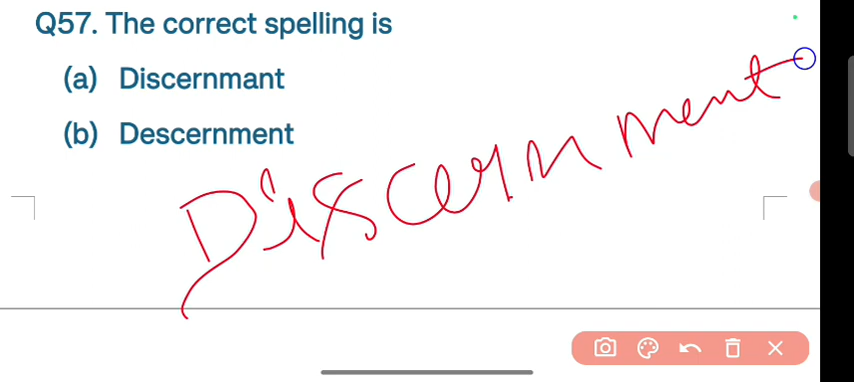 Q57. The correct spelling is
(a) Discernmant
(b) Descernment
Discernment